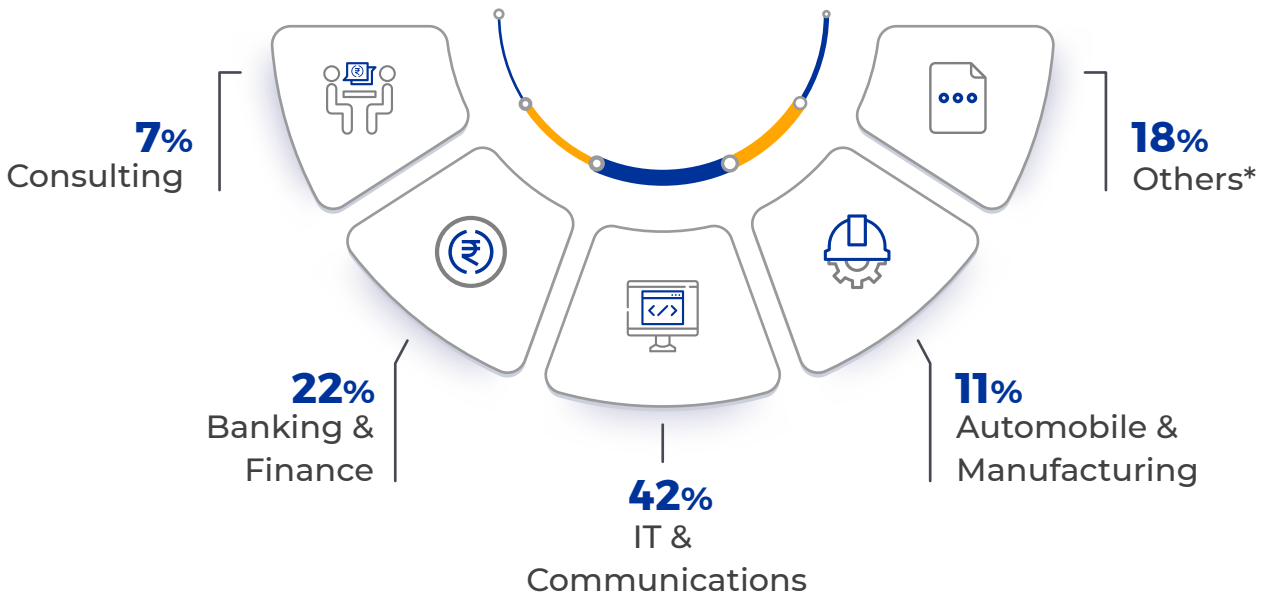 7%
Consulting
22%
Banking &
Finance
42%
IT &
Communications
11%
Automobile &
Manufacturing
18%
Others*